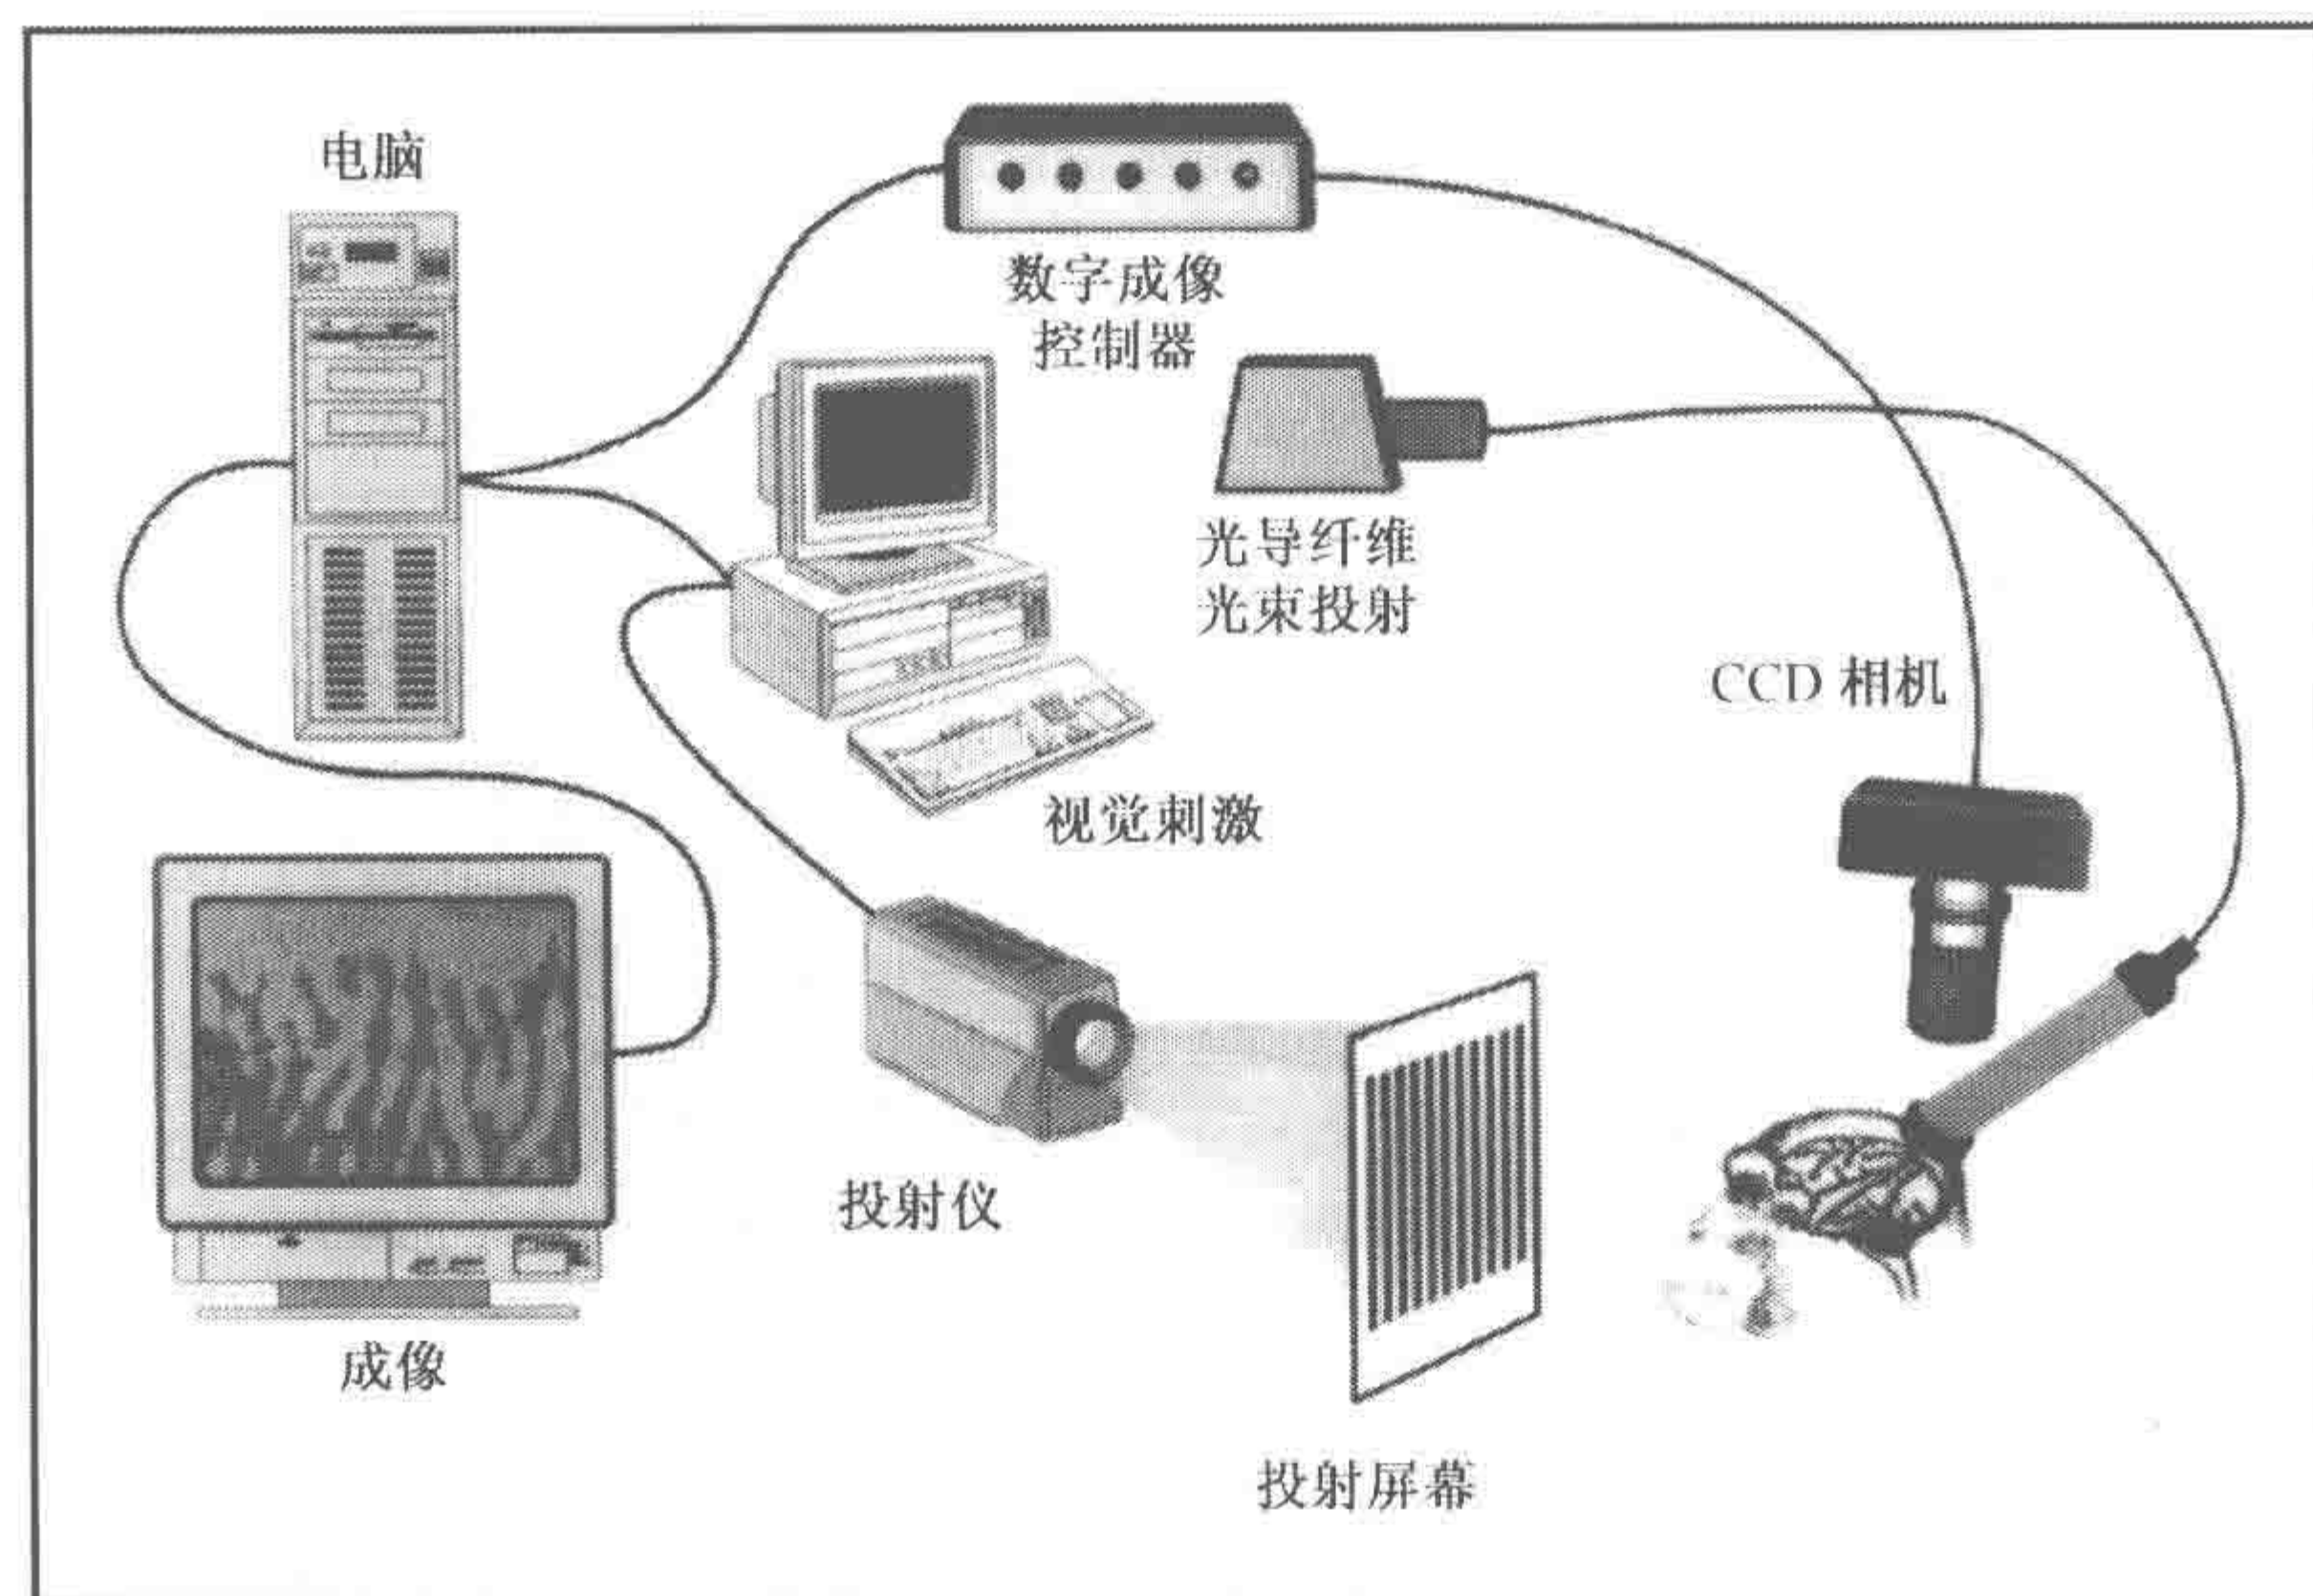 电脑
数字成像
控制器
光导纤维
光束投射
CCD 相机
视觉刺激
投射仪
成像
投射屏幕